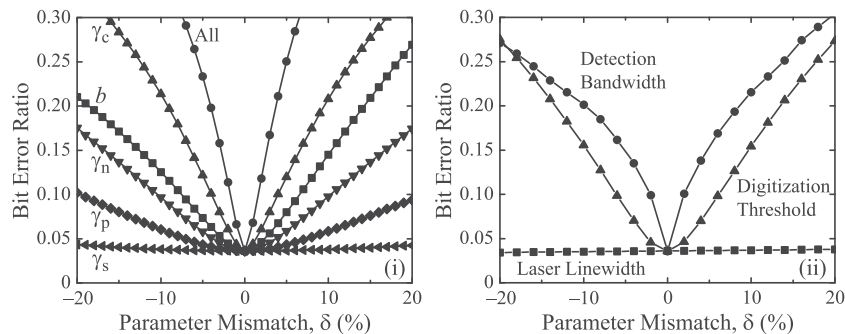 Bit Error Ratio
0.30
0.25
0.20
0.15
0.10
0.05
0
γc
All
b
γn
γp
γs
(i)
−20 −10 0 10 20
Parameter Mismatch, δ (%)
Bit Error Ratio
0.30
0.25
0.20
0.15
0.10
0.05
0
Detection
Bandwidth
Digitization
Threshold
Laser Linewidth
(ii)
−20 −10 0 10 20
Parameter Mismatch, δ (%)